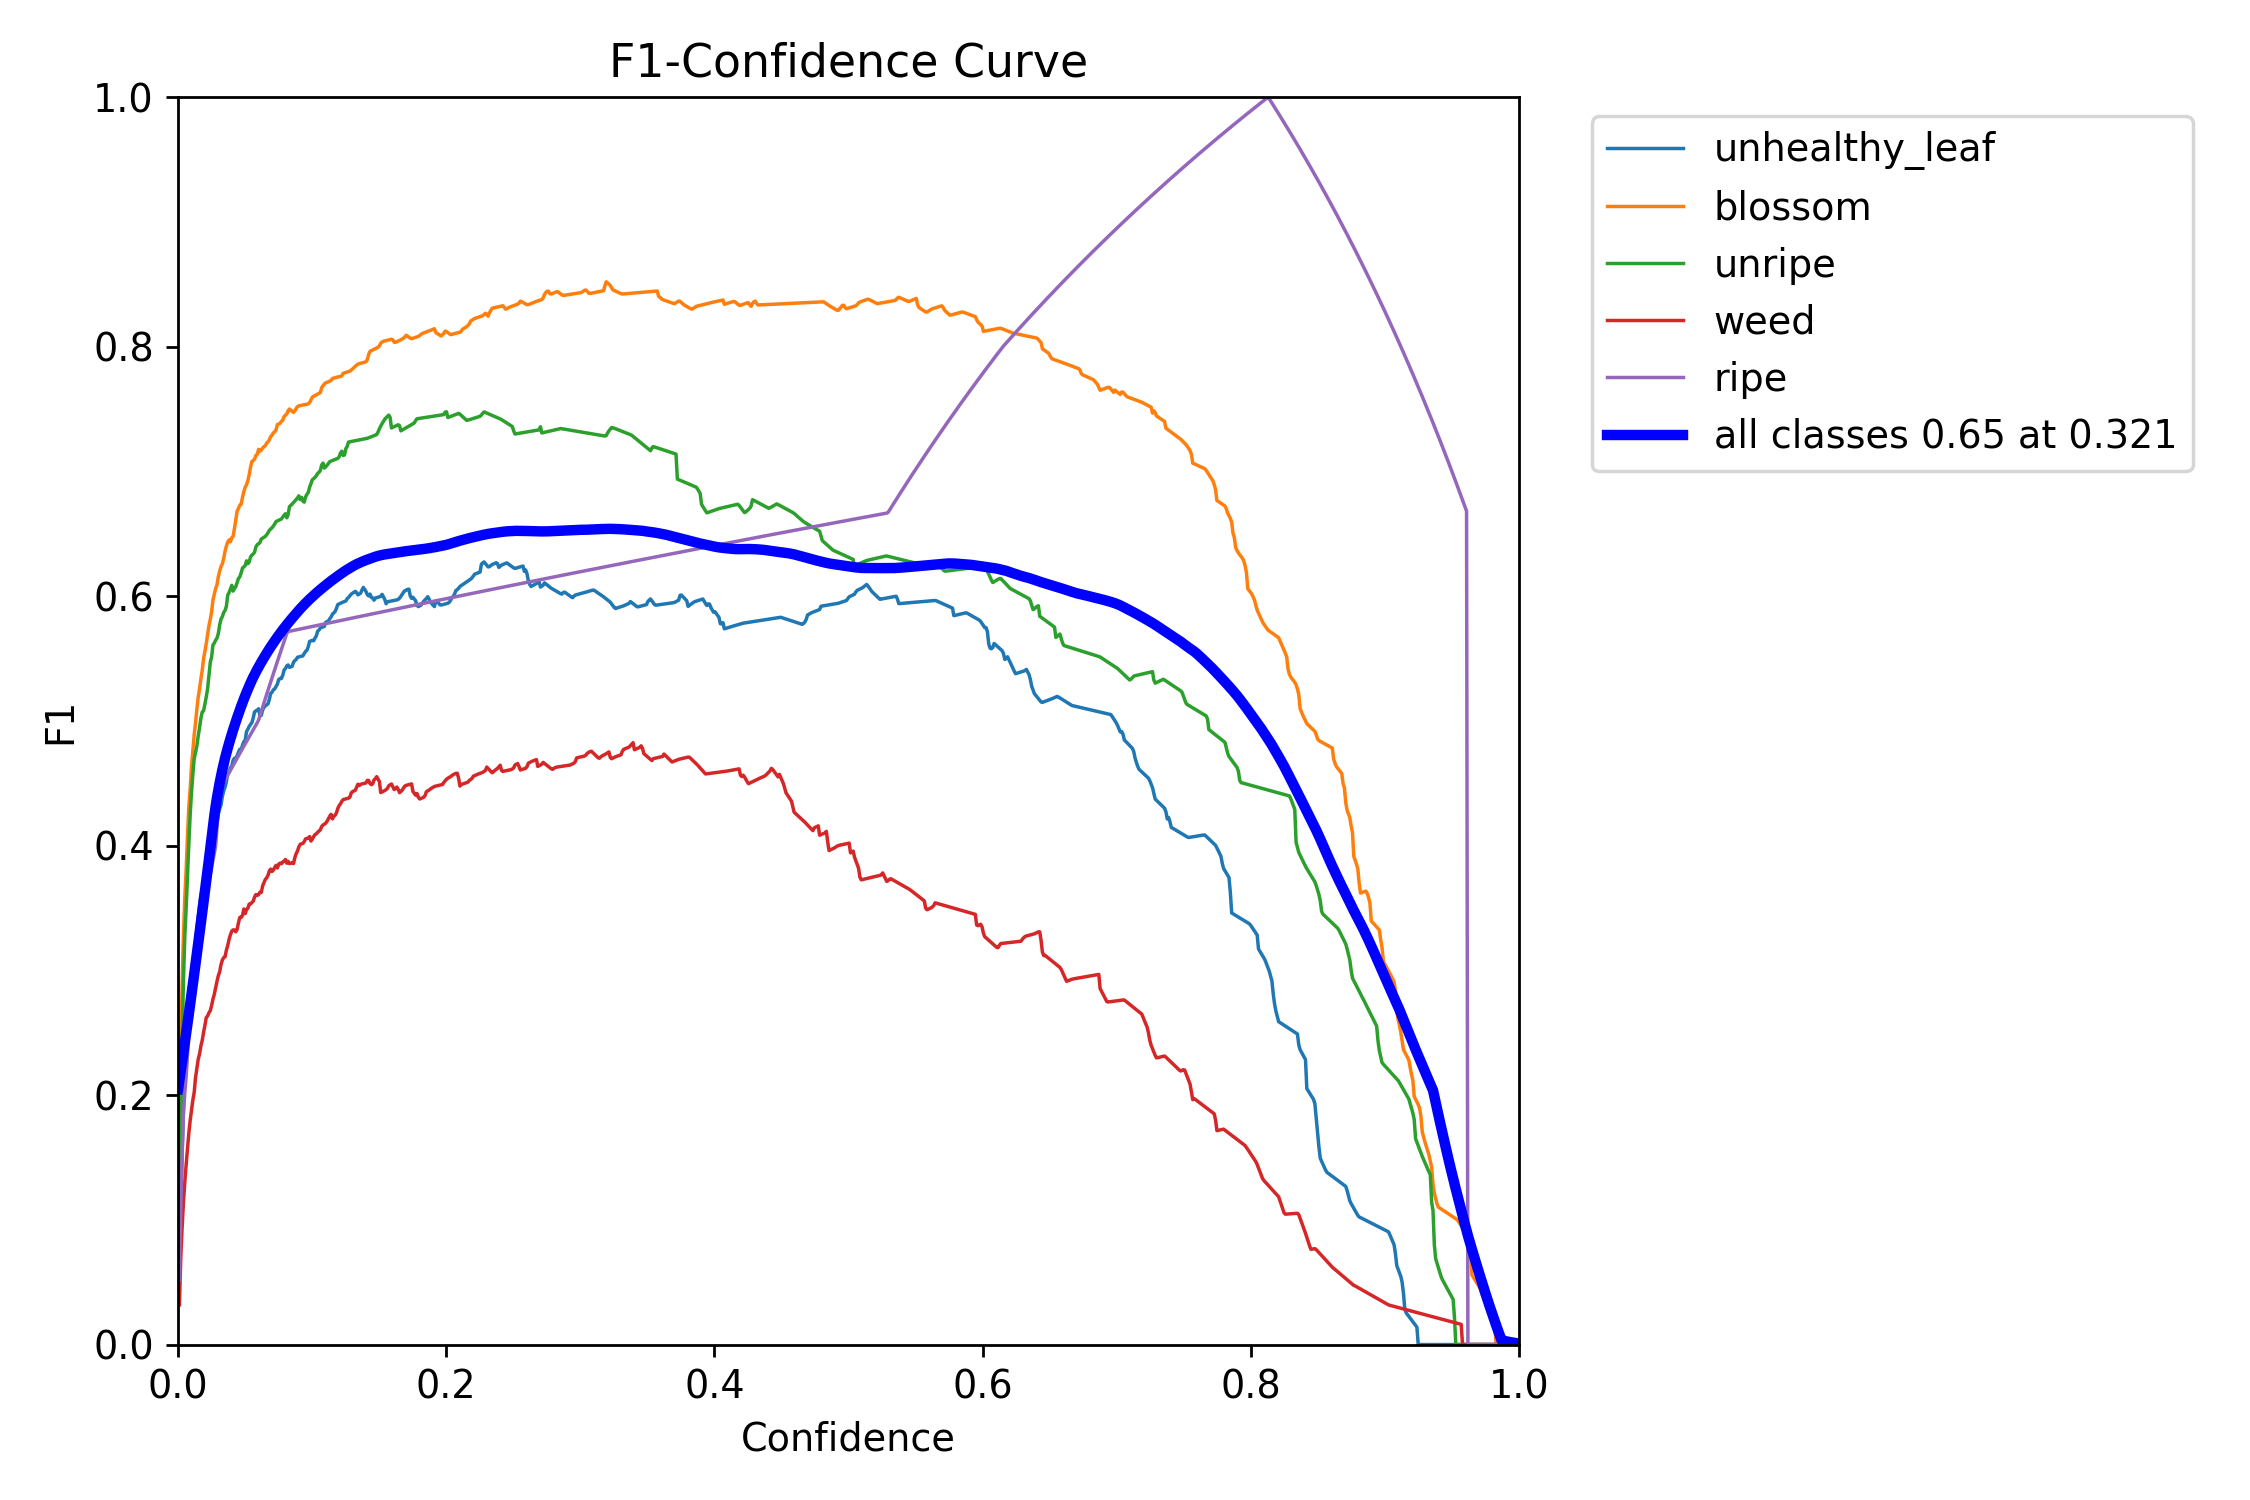 F1-Confidence Curve
1.0
0.8
0.6
0.4
0.2
0.0
F1
0.0 0.2 0.4 0.6 0.8 1.0
Confidence
unhealthy_leaf
blossom
unripe
weed
ripe
all classes 0.65 at 0.321